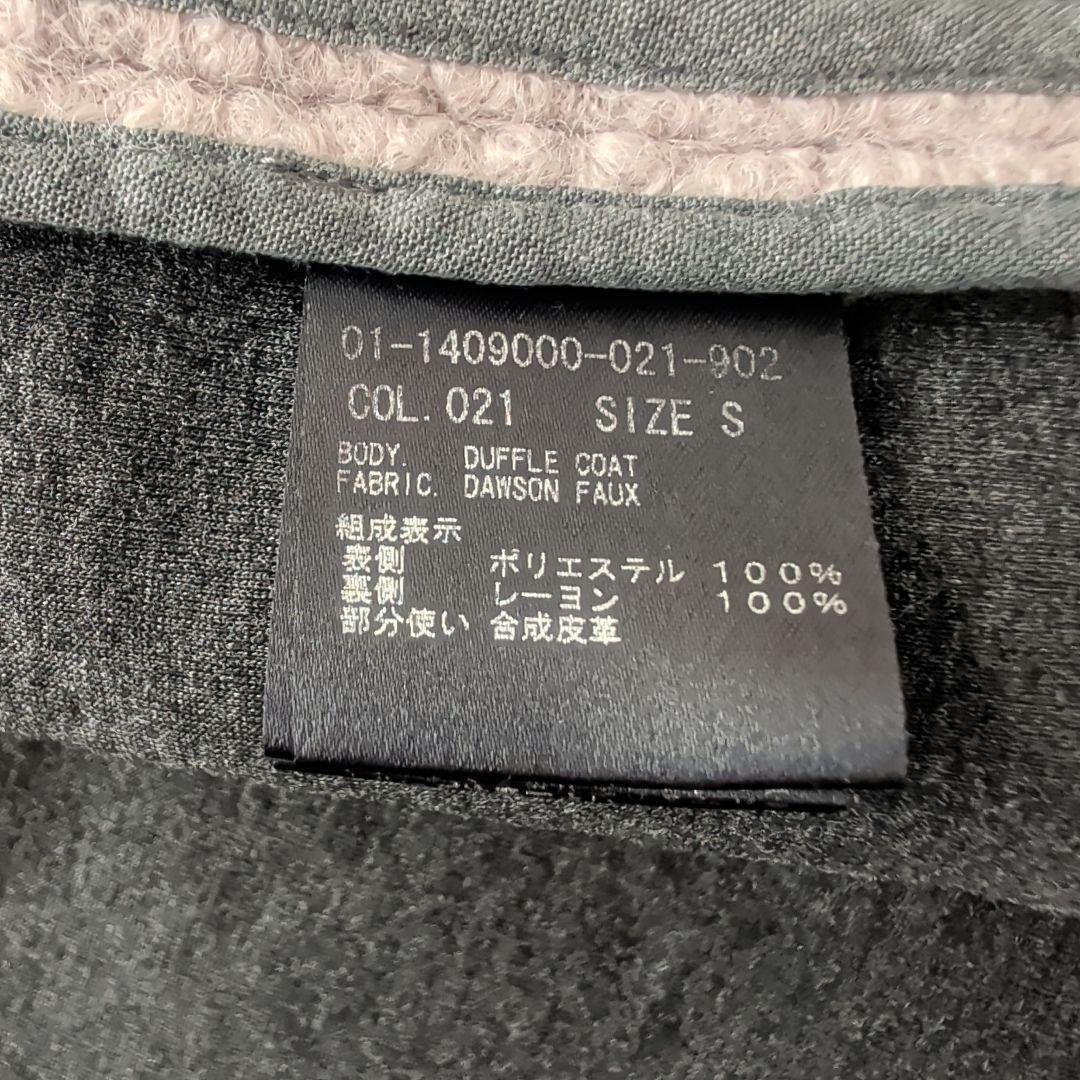 01-1409000-021-902
COL. 021 SIZE S
BODY. DUFFLE COAT
FABRIC. DAWSON FAUX
組成表示
表側 ポリエステル 100%
裏側 レーヨン 100%
部分使い 合成皮革